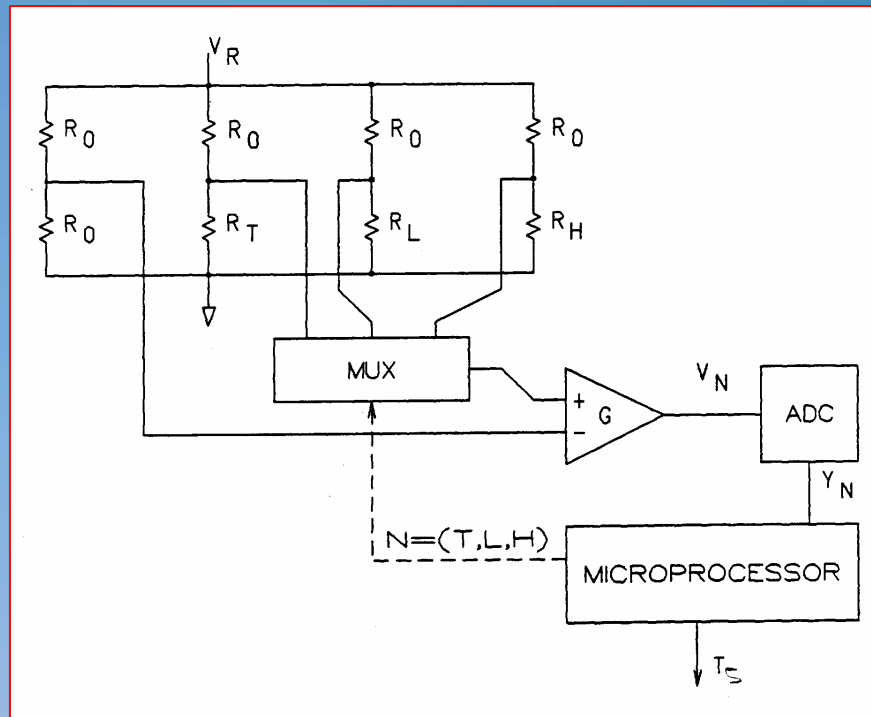 V_R
R_0 R_0 R_0 R_0
R_0 R_T R_L R_H
MUX
+
G
−
V_N
ADC
Y_N
N=(T,L,H)
MICROPROCESSOR
T_S